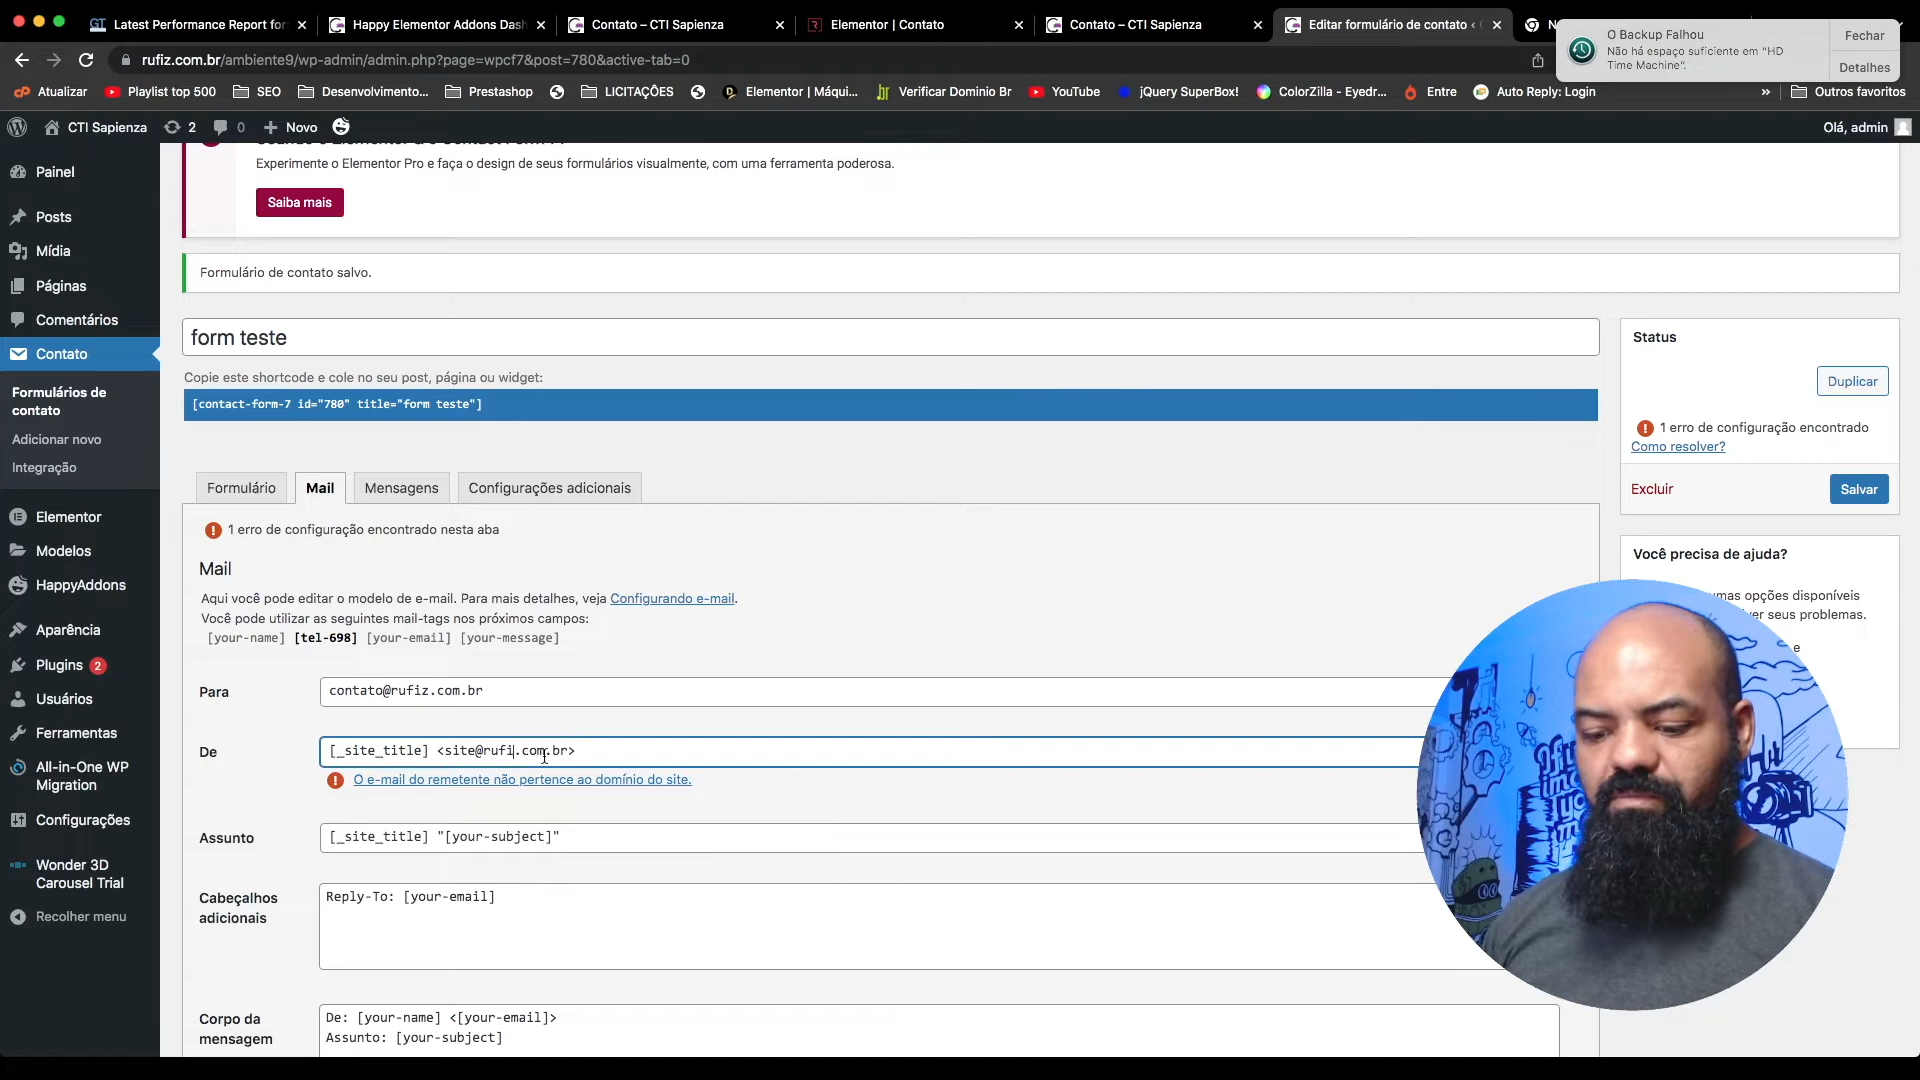 Latest Performance Report for
Happy Elementor Addons Dash
Contato – CTI Sapienza
Elementor | Contato
Contato – CTI Sapienza
Editar formulário de contato ‹
O Backup Falhou
Não há espaço suficiente em "HD
Time Machine".
Fechar
Detalhes
rufiz.com.br/ambiente9/wp-admin/admin.php?page=wpcf7&post=780&active-tab=0
Atualizar
Playlist top 500
SEO
Desenvolvimento...
Prestashop
LICITAÇÔES
Elementor | Máqui...
Verificar Dominio Br
YouTube
jQuery SuperBox!
ColorZilla - Eyedr...
Entre
Auto Reply: Login
»
Outros favoritos
CTI Sapienza
2
0
Novo
Olá, admin
Painel
Posts
Mídia
Páginas
Comentários
Contato
Formulários de
contato
Adicionar novo
Integração
Elementor
Modelos
HappyAddons
Aparência
Plugins 2
Usuários
Ferramentas
All-in-One WP
Migration
Configurações
Wonder 3D
Carousel Trial
Recolher menu
Experimente o Elementor Pro e faça o design de seus formulários visualmente, com uma ferramenta poderosa.
Saiba mais
Formulário de contato salvo.
form teste
Copie este shortcode e cole no seu post, página ou widget:
[contact-form-7 id="780" title="form teste"]
Formulário
Mail
Mensagens
Configurações adicionais
1 erro de configuração encontrado nesta aba
Mail
Aqui você pode editar o modelo de e-mail. Para mais detalhes, veja Configurando e-mail.
Você pode utilizar as seguintes mail-tags nos próximos campos:
[your-name] [tel-698] [your-email] [your-message]
Para
contato@rufiz.com.br
De
[_site_title] <site@rufi.com.br>
O e-mail do remetente não pertence ao domínio do site.
Assunto
[_site_title] "[your-subject]"
Cabeçalhos
adicionais
Reply-To: [your-email]
Corpo da
mensagem
De: [your-name] <[your-email]>
Assunto: [your-subject]
Status
Duplicar
1 erro de configuração encontrado
Como resolver?
Excluir
Salvar
Você precisa de ajuda?
opções disponíveis
seus problemas.
e